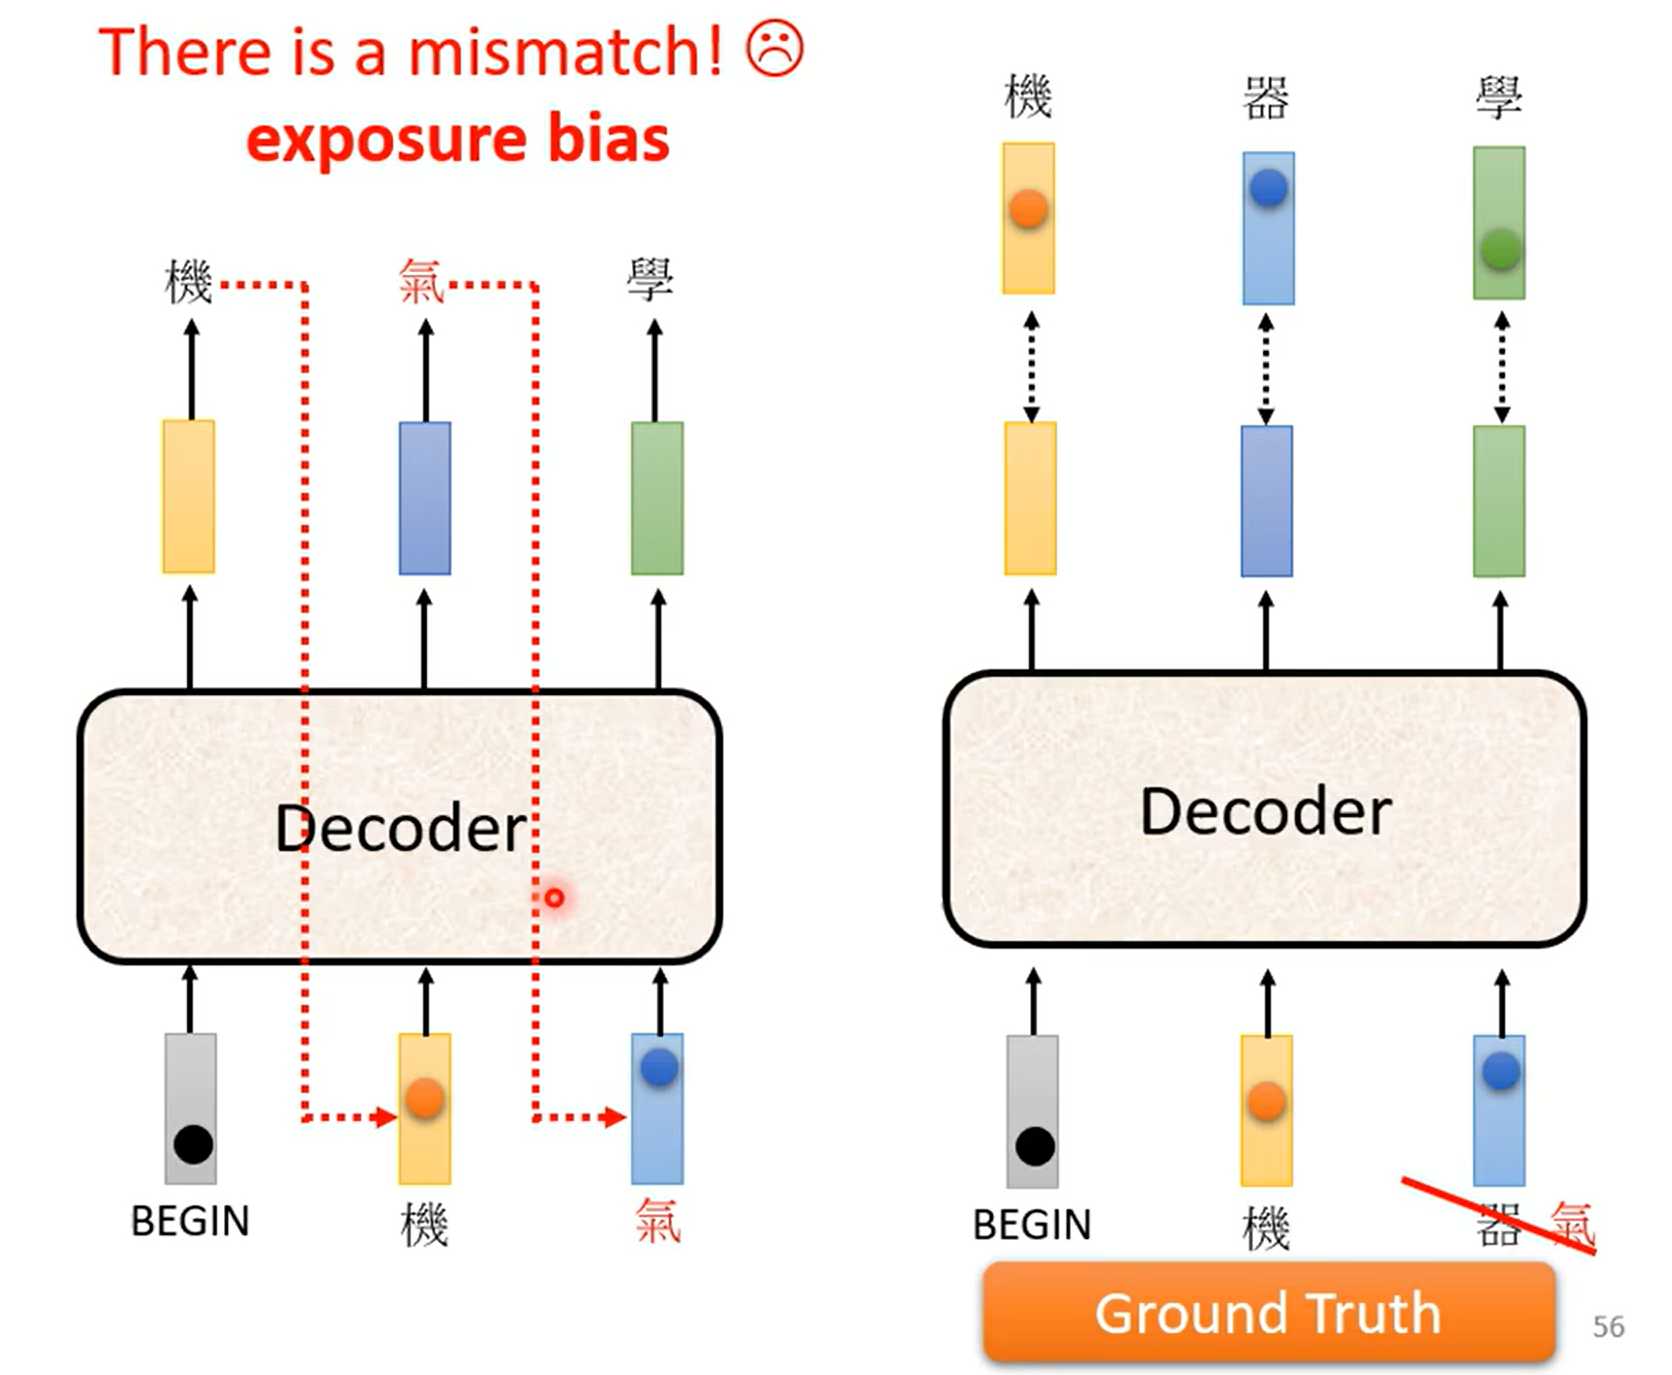 There is a mismatch! ☹
exposure bias
機 氣 學
Decoder
BEGIN 機 氣
機 器 學
Decoder
BEGIN 機 器 氣
Ground Truth
56